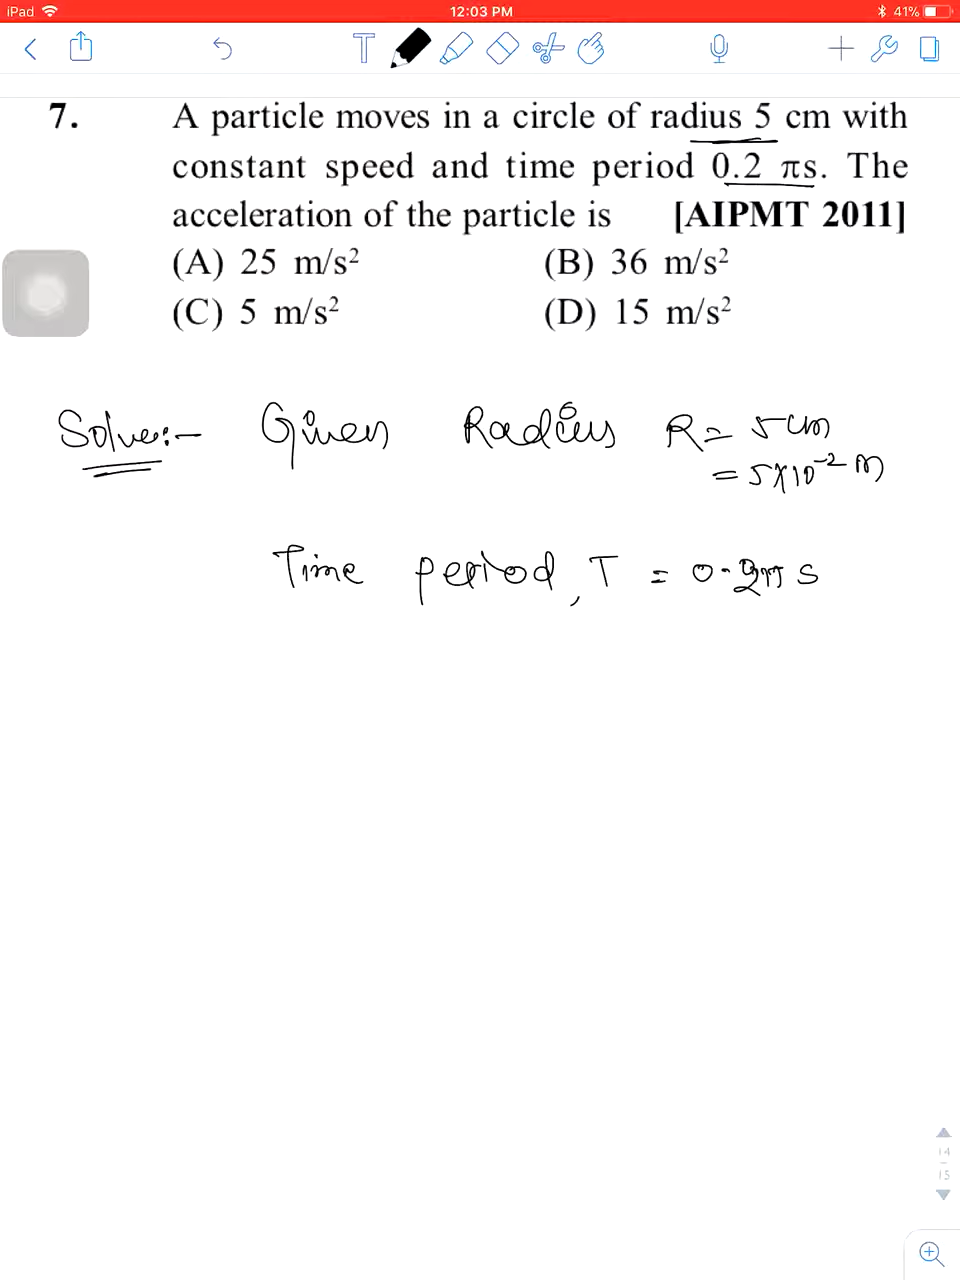 iPad 12:03 PM 41%
T
7. A particle moves in a circle of radius 5 cm with
constant speed and time period 0.2 πs. The
acceleration of the particle is [AIPMT 2011]
(A) 25 m/s² (B) 36 m/s²
(C) 5 m/s² (D) 15 m/s²
Solve:- Given Radius R = 5 cm
= 5×10⁻² m
Time period, T = 0.2π s
14
15